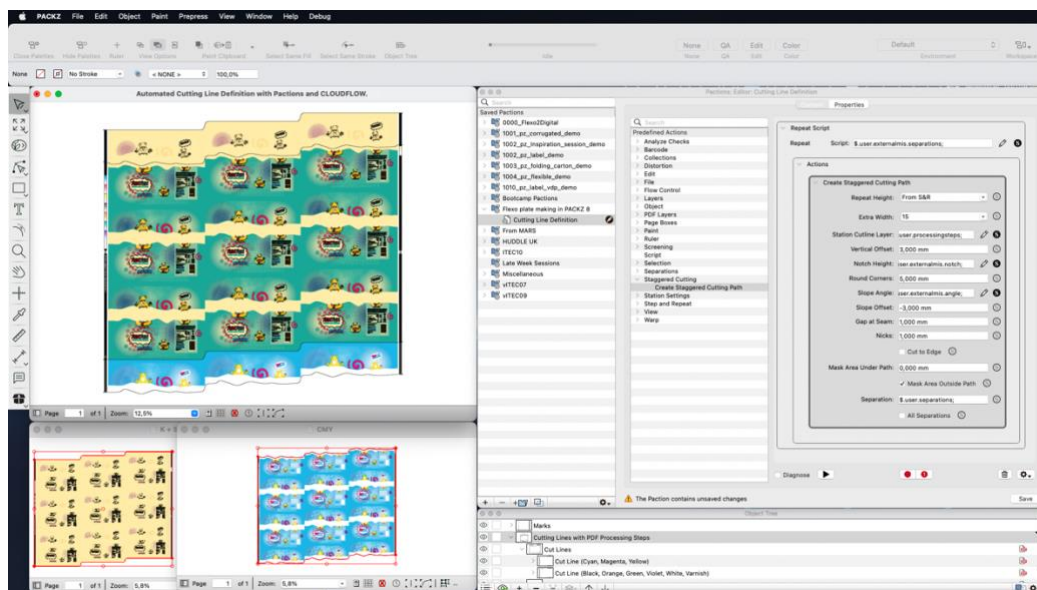 PACKZ File Edit Object Paint Prepress View Window Help Debug
Close Palettes Hide Palettes Ruler View Options Paint Clipboard Select Same Fill Select Same Stroke Object Tree Idle None QA Edit Color Environment Workspace
None QA Edit Color Default
None No Stroke < NONE > 100,0%
Automated Cutting Line Definition with Pactions and CLOUDFLOW.
Page 1 of 1 Zoom: 12,5%
CMY
Page 1 of 1 Zoom: 5,8%
Page 1 of 1 Zoom: 5,8%
Pactions: Editor: Cutting Line Definition
Search
Saved Pactions
0000_Flexo2Digital
1001_pz_corrugated_demo
1002_pz_inspiration_session_demo
1002_pz_label_demo
1003_pz_folding_carton_demo
1004_pz_flexible_demo
1010_pz_label_vdp_demo
Bootcamp Pactions
Flexo plate making in PACKZ 8
Cutting Line Definition
From MARS
HUDDLE UK
ITEC10
Late Week Sessions
Miscellaneous
vITEC07
vITEC09
Search
Predefined Actions
Analyze Checks
Barcode
Collections
Distortion
Edit
File
Flow Control
Layers
Object
PDF Layers
Page Boxes
Paint
Ruler
Screening
Script
Selection
Separations
Staggered Cutting
Create Staggered Cutting Path
Station Settings
Step and Repeat
View
Warp
Properties
Repeat Script
Repeat Script: $.user.externalmis.separations;
Actions
Create Staggered Cutting Path
Repeat Height: From S&R
Extra Width: 15
Station Cutline Layer: user.processingsteps;
Vertical Offset: 3,000 mm
Notch Height: ser.externalmis.notch;
Round Corners: 5,000 mm
Slope Angle: ser.externalmis.angle;
Slope Offset: -3,000 mm
Gap at Seam: 1,000 mm
Nicks: 1,000 mm
Cut to Edge
Mask Area Under Path: 0,000 mm
Mask Area Outside Path
Separation: $.user.separations;
All Separations
Diagnose
The Paction contains unsaved changes
Save
Object Tree
Marks
Cutting Lines with PDF Processing Steps
Cut Lines
Cut Line (Cyan, Magenta, Yellow)
Cut Line (Black, Orange, Green, Violet, White, Varnish)